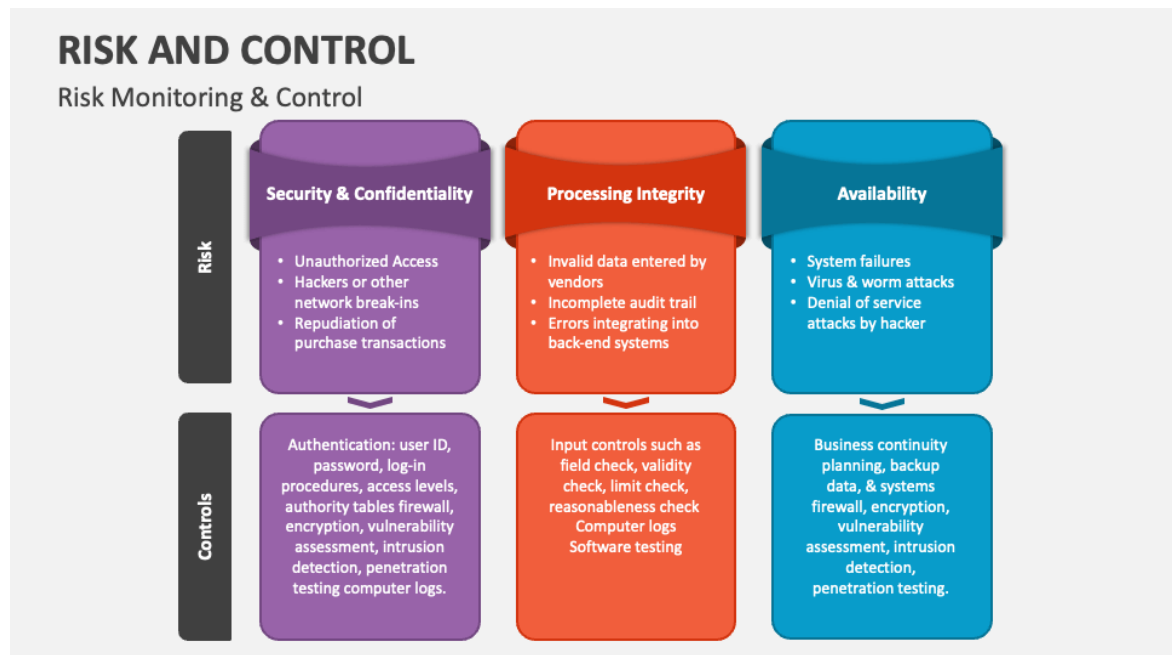 RISK AND CONTROL
Risk Monitoring & Control
Risk
Security & Confidentiality
• Unauthorized Access
• Hackers or other
network break-ins
• Repudiation of
purchase transactions
Processing Integrity
• Invalid data entered by
vendors
• Incomplete audit trail
• Errors integrating into
back-end systems
Availability
• System failures
• Virus & worm attacks
• Denial of service
attacks by hacker
Controls
Authentication: user ID,
password, log-in
procedures, access levels,
authority tables firewall,
encryption, vulnerability
assessment, intrusion
detection, penetration
testing computer logs.
Input controls such as
field check, validity
check, limit check,
reasonableness check
Computer logs
Software testing
Business continuity
planning, backup
data, & systems
firewall, encryption,
vulnerability
assessment, intrusion
detection,
penetration testing.